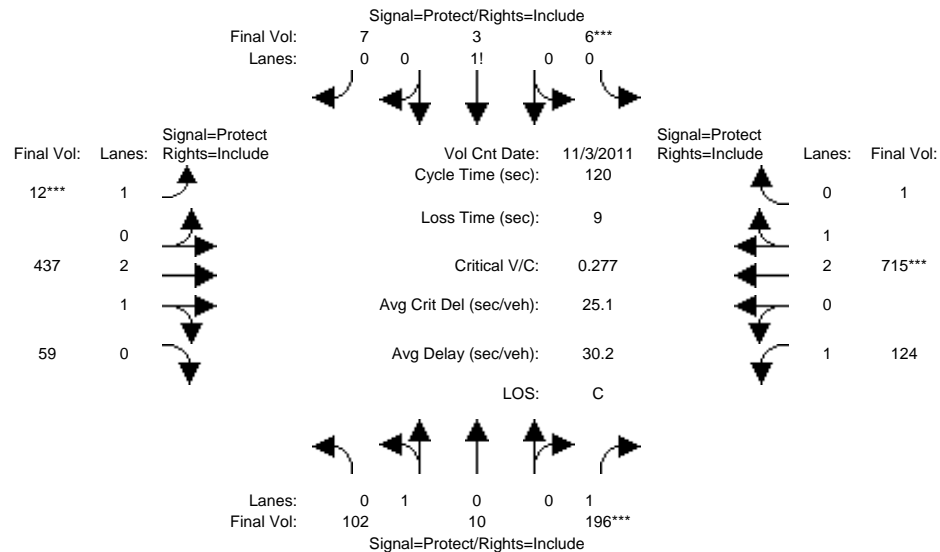 Signal=Protect/Rights=Include
Final Vol: 7 3 6***
Lanes: 0 0 1! 0 0
Signal=Protect Signal=Protect
Final Vol: Lanes: Rights=Include Vol Cnt Date: 11/3/2011 Rights=Include Lanes: Final Vol:
Cycle Time (sec): 120
12*** 1 0 1
Loss Time (sec): 9
0 1
437 2 Critical V/C: 0.277 2 715***
1 Avg Crit Del (sec/veh): 25.1 0
59 0 Avg Delay (sec/veh): 30.2 1 124
LOS: C
Lanes: 0 1 0 0 1
Final Vol: 102 10 196***
Signal=Protect/Rights=Include